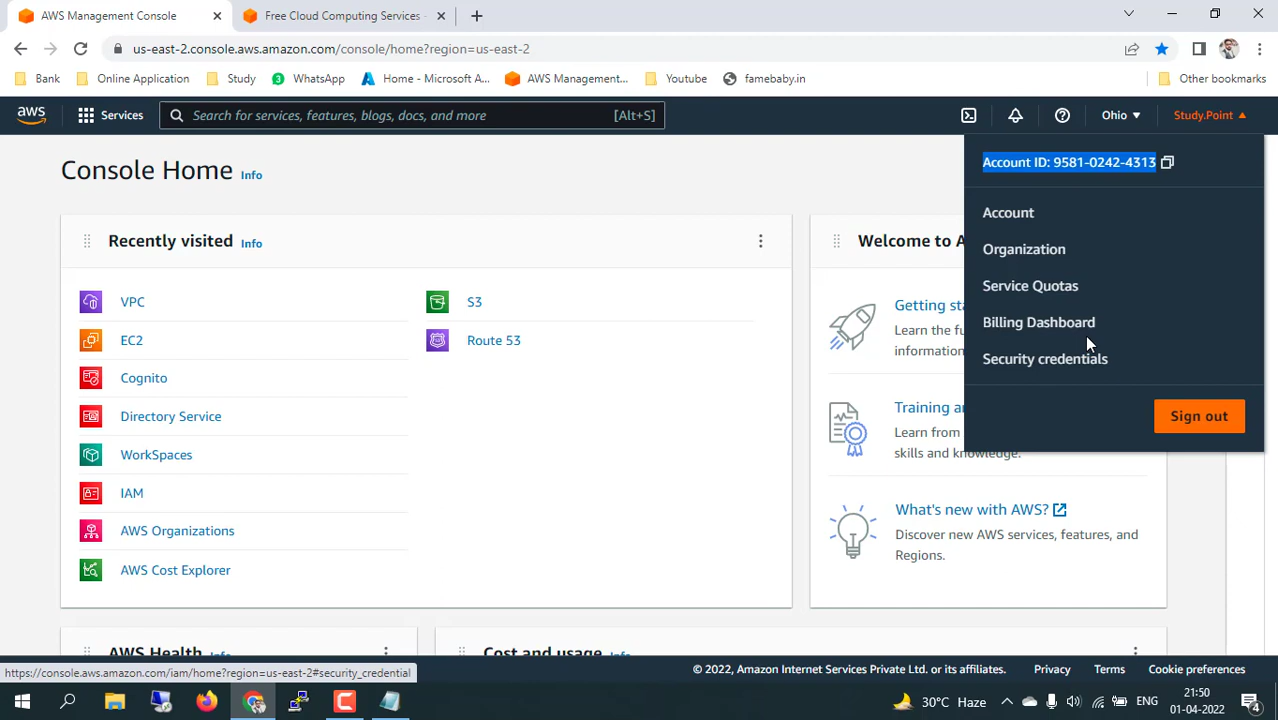 AWS Management Console
Free Cloud Computing Services -
us-east-2.console.aws.amazon.com/console/home?region=us-east-2
Bank
Online Application
Study
3
WhatsApp
Home - Microsoft A...
AWS Management...
Youtube
famebaby.in
Other bookmarks
aws
Services
Search for services, features, blogs, docs, and more
[Alt+S]
Ohio
Study.Point
Account ID: 9581-0242-4313
Account
Organization
Service Quotas
Billing Dashboard
Security credentials
Sign out
Console Home
Info
Recently visited
Info
VPC
EC2
Cognito
Directory Service
WorkSpaces
IAM
AWS Organizations
AWS Cost Explorer
S3
Route 53
Welcome to A
Getting sta
Learn the fu
information
Training a
Learn from
skills and knowledge.
What's new with AWS?
Discover new AWS services, features, and
Regions.
AWS Health
Info
Cost and usage
Info
https://console.aws.amazon.com/iam/home?region=us-east-2#security_credential
© 2022, Amazon Internet Services Private Ltd. or its affiliates.
Privacy
Terms
Cookie preferences
30°C Haze
ENG
21:50
01-04-2022
4